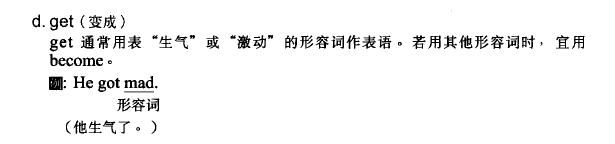 d. get（变成）
get 通常用表“生气”或“激动”的形容词作表语。若用其他形容词时，宜用
become。
例: He got mad.
形容词
（他生气了。）